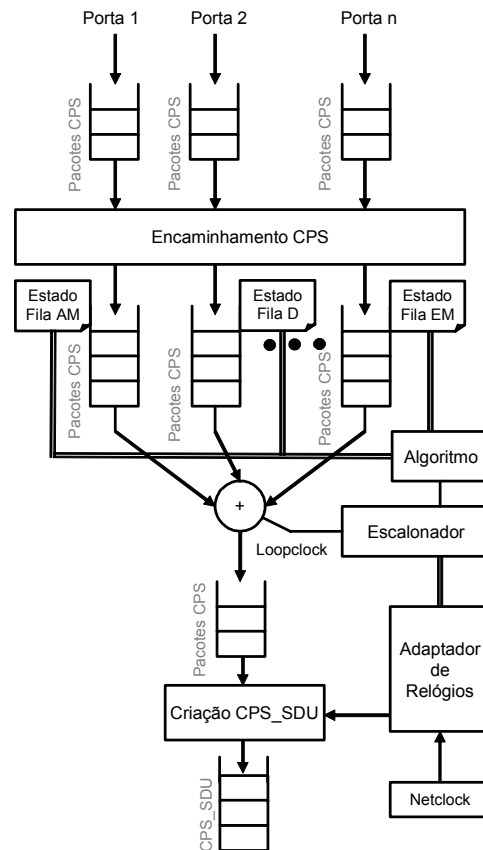 Porta 1
Porta 2
Porta n
Pacotes CPS
Pacotes CPS
Pacotes CPS
Encaminhamento CPS
Estado
Fila AM
Estado
Fila D
Estado
Fila EM
Pacotes CPS
Pacotes CPS
Pacotes CPS
Algoritmo
+
Escalonador
Loopclock
Pacotes CPS
Adaptador
de
Relógios
Criação CPS_SDU
CPS_SDU
Netclock